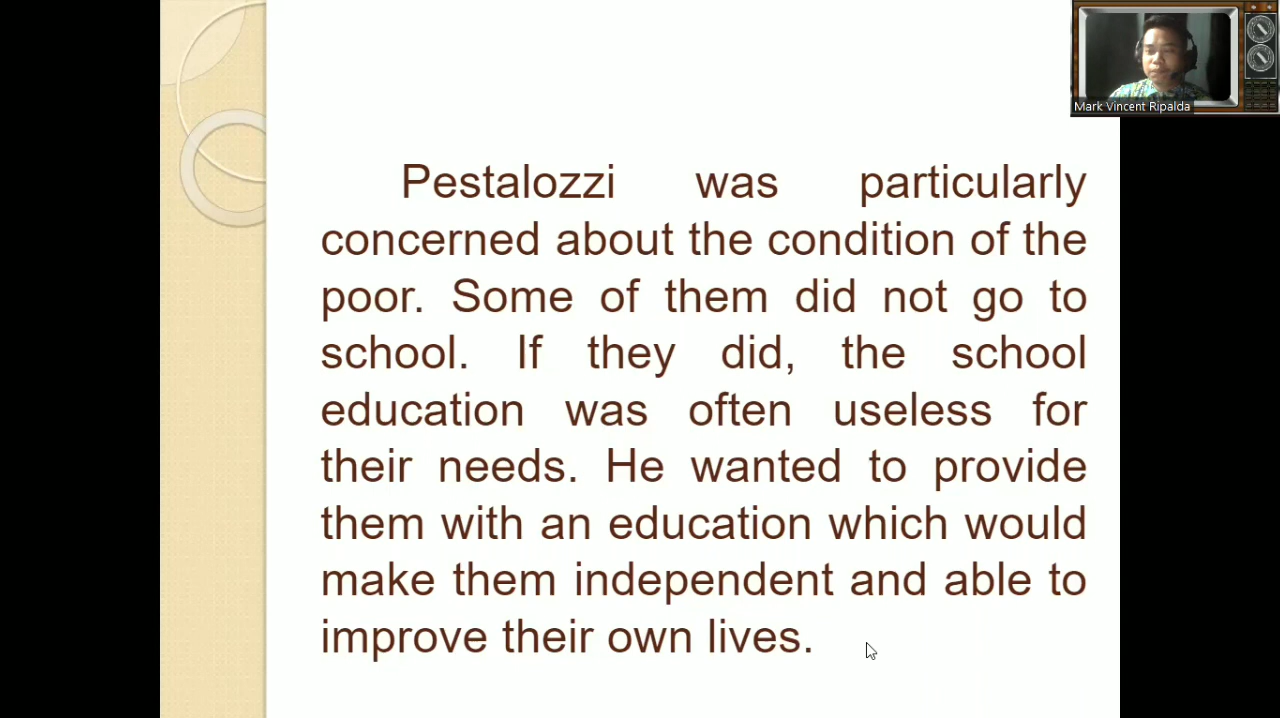 Mark Vincent Ripalda
Pestalozzi was particularly
concerned about the condition of the
poor. Some of them did not go to
school. If they did, the school
education was often useless for
their needs. He wanted to provide
them with an education which would
make them independent and able to
improve their own lives.